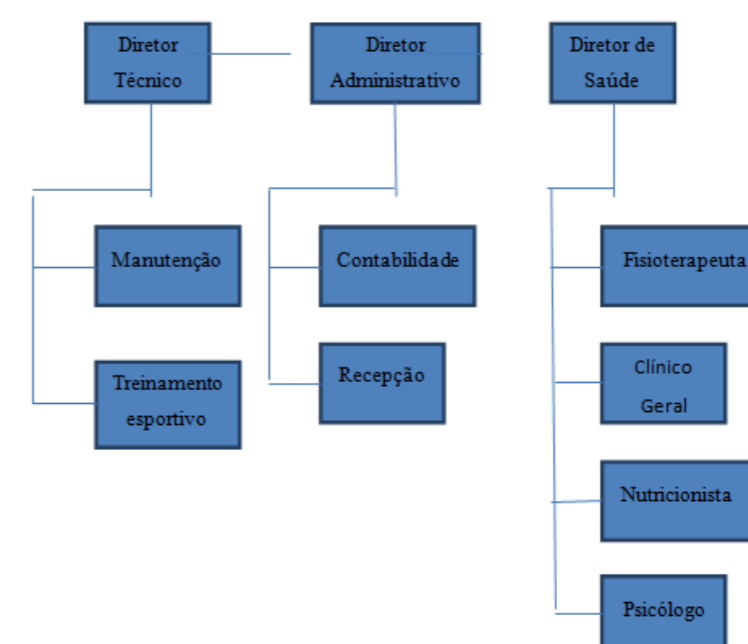 Diretor
Técnico
Diretor
Administrativo
Diretor de
Saúde
Manutenção
Treinamento
esportivo
Contabilidade
Recepção
Fisioterapeuta
Clínico
Geral
Nutricionista
Psicólogo